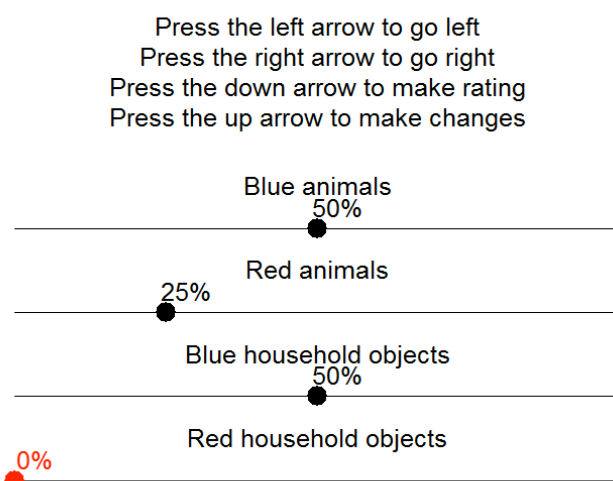 Press the left arrow to go left
Press the right arrow to go right
Press the down arrow to make rating
Press the up arrow to make changes
Blue animals
50%
Red animals
25%
Blue household objects
50%
Red household objects
0%